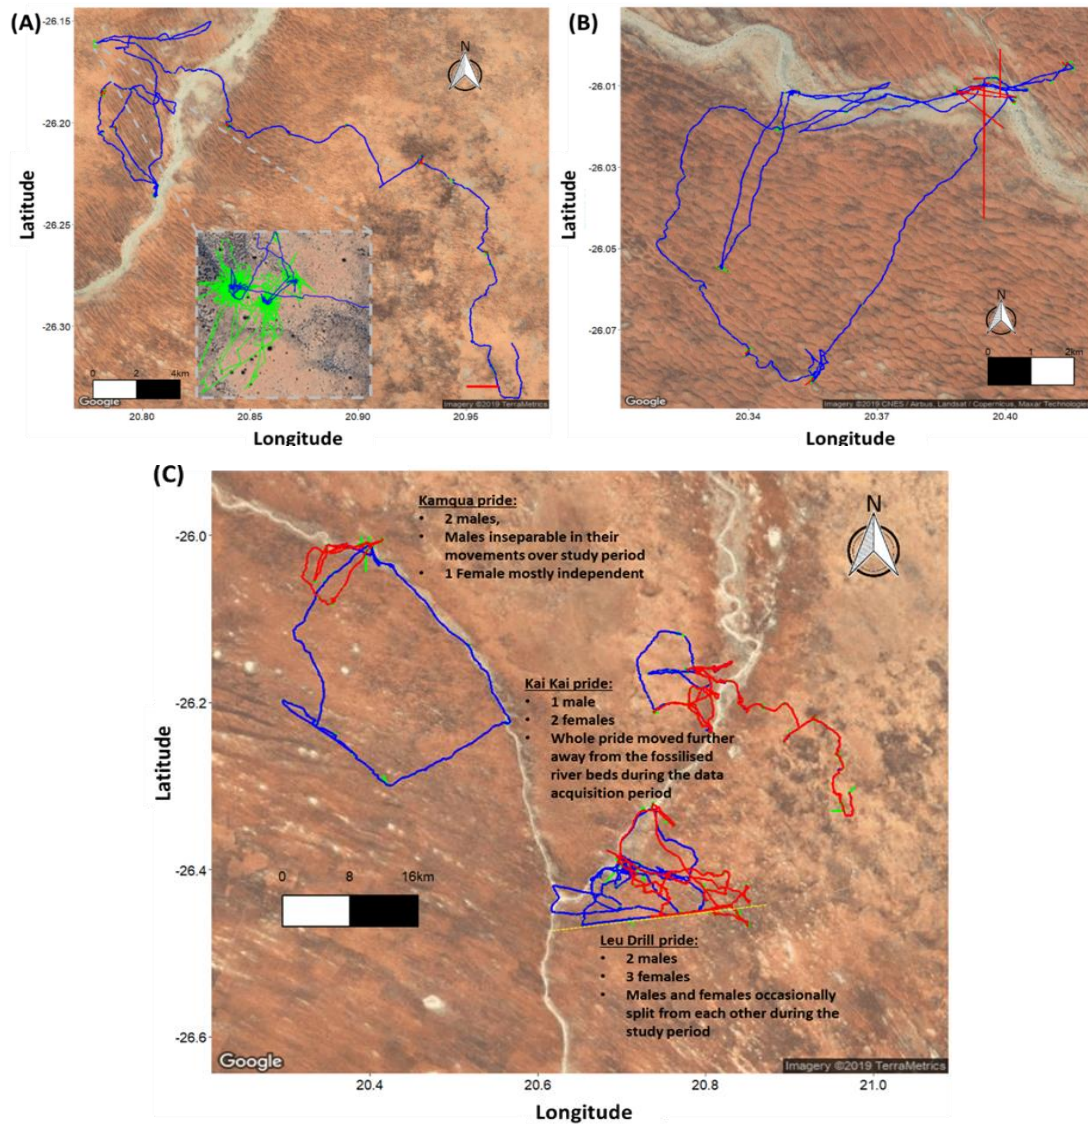 (A)
-26.15
-26.20
-26.25
-26.30
Latitude
N
0 2 4km
Google
Imagery ©2019 TerraMetrics
20.80 20.85 20.90 20.95
Longitude
(B)
-26.01
-26.03
-26.05
-26.07
Latitude
N
0 1 2km
Google
Imagery ©2019 CNES / Airbus, Landsat / Copernicus, Maxar Technologie
20.34 20.37 20.40
Longitude
(C)
-26.0
-26.2
-26.4
-26.6
Latitude
Kamqua pride:
• 2 males,
• Males inseparable in their
movements over study period
• 1 Female mostly independent
N
Kai Kai pride:
• 1 male
• 2 females
• Whole pride moved further
away from the fossilised
river beds during the data
acquisition period
0 8 16km
Leu Drill pride:
• 2 males
• 3 females
• Males and females occasionally
split from each other during the
study period
Google
Imagery ©2019 TerraMetrics
20.4 20.6 20.8 21.0
Longitude